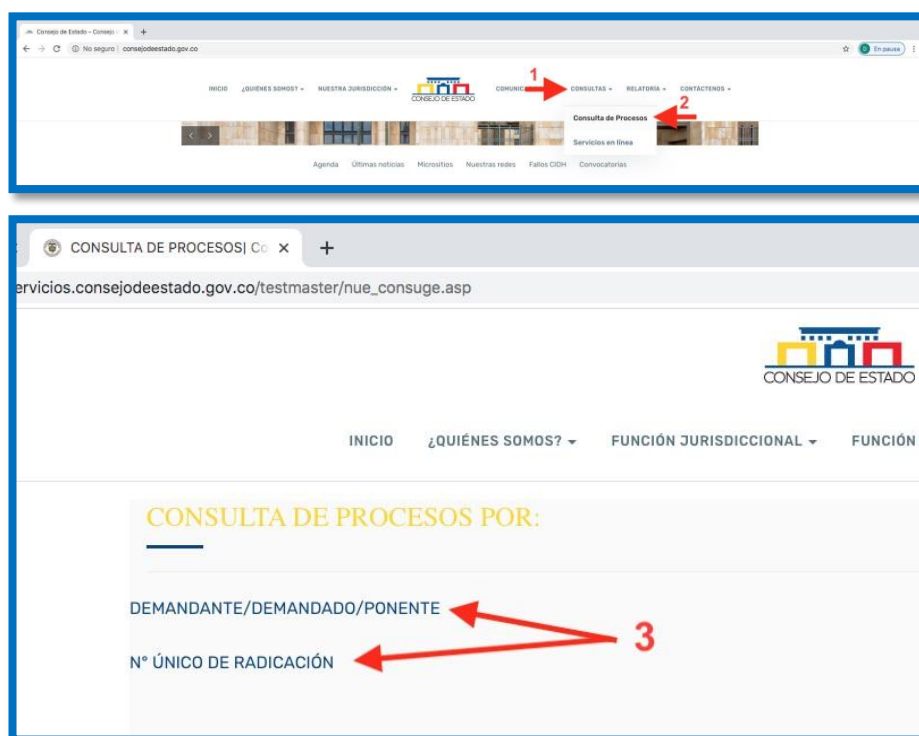 Consejo de Estado – Consejo
No seguro consejodeestado.gov.co En pausa
1
INICIO ¿QUIÉNES SOMOS? NUESTRA JURISDICCIÓN CONSEJO DE ESTADO CONSULTAS RELATORÍA CONTÁCTENOS
2
Consulta de Procesos
Servicios en línea
Agenda Últimas noticias Micrositios Nuestras redes Fallos CIDH Convocatorias
CONSULTA DE PROCESOS| Co
ervicios.consejodeestado.gov.co/testmaster/nue_consuge.asp
CONSEJO DE ESTADO
INICIO ¿QUIÉNES SOMOS? FUNCIÓN JURISDICCIONAL FUNCIÓN
CONSULTA DE PROCESOS POR:
DEMANDANTE/DEMANDADO/PONENTE
3
N° ÚNICO DE RADICACIÓN